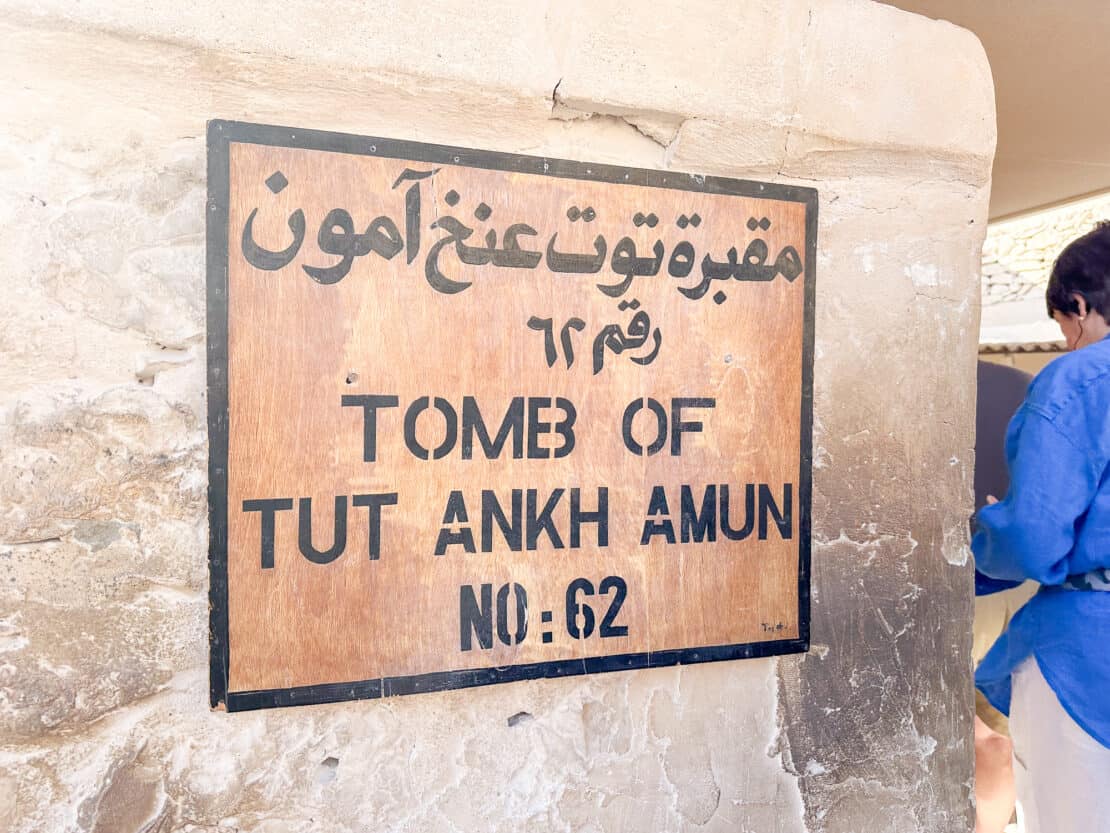 مقبرة توت عنخ آمون
رقم ٦٢
TOMB OF
TUT ANKH AMUN
NO: 62